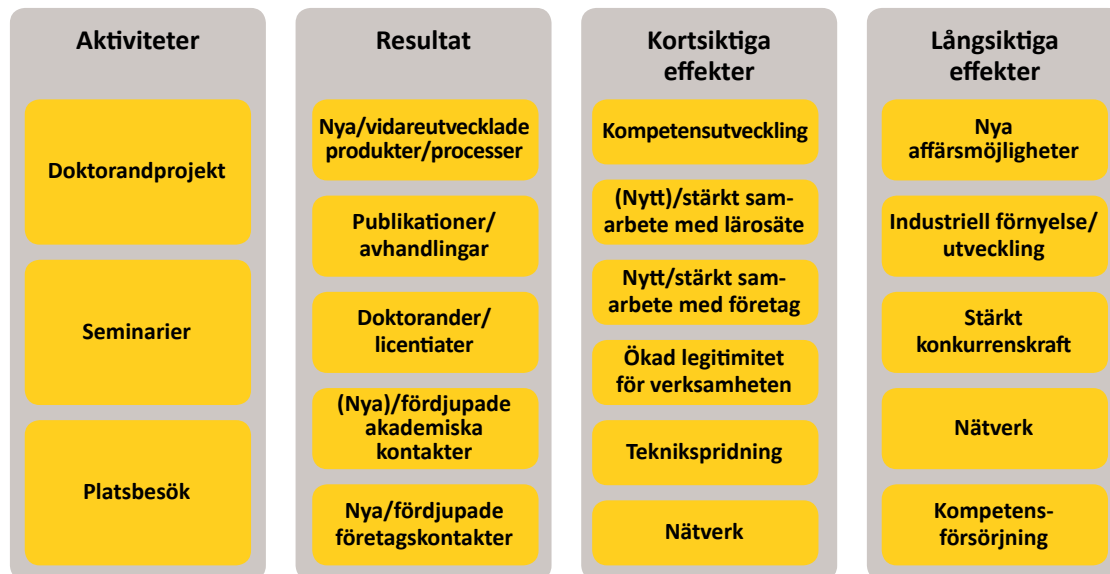 Aktiviteter
Doktorandprojekt
Seminarier
Platsbesök
Resultat
Nya/vidareutvecklade
produkter/processer
Publikationer/
avhandlingar
Doktorander/
licentiater
(Nya)/fördjupade
akademiska
kontakter
Nya/fördjupade
företagskontakter
Kortsiktiga
effekter
Kompetensutveckling
(Nytt)/stärkt sam-
arbete med lärosäte
Nytt/stärkt sam-
arbete med företag
Ökad legitimitet
för verksamheten
Teknikspridning
Nätverk
Långsiktiga
effekter
Nya
affärsmöjligheter
Industriell förnyelse/
utveckling
Stärkt
konkurrenskraft
Nätverk
Kompetens-
försörjning